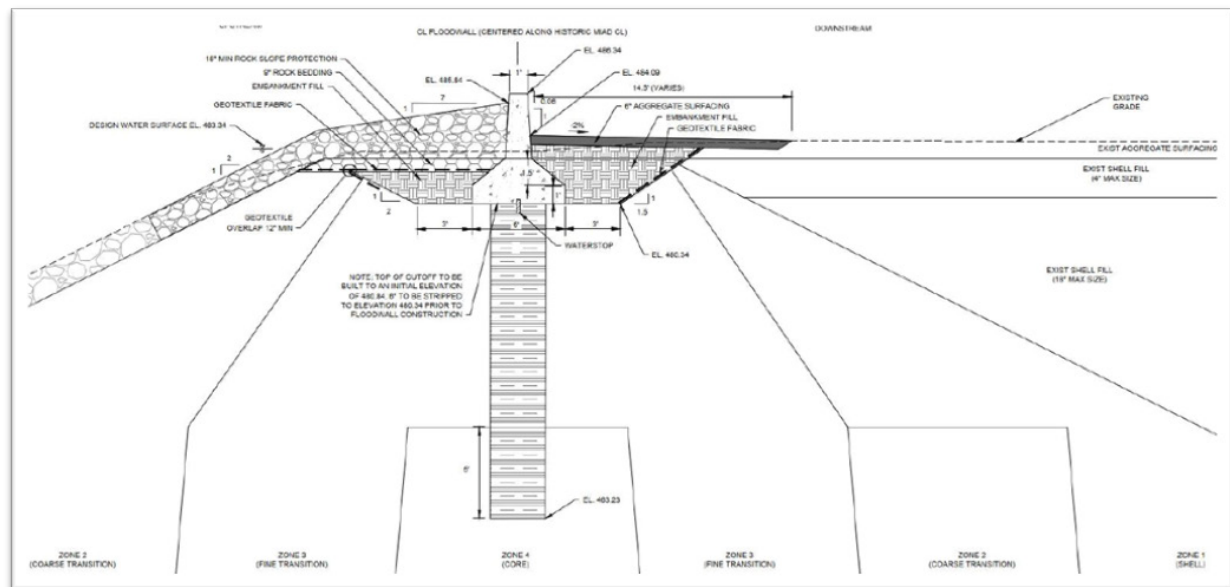 DOWNSTREAM
CL FLOODWALL (CENTERED ALONG HISTORIC MIAD CL)
EL. 486.34
18" MIN ROCK SLOPE PROTECTION
9" ROCK BEDDING
EMBANKMENT FILL
GEOTEXTILE FABRIC
DESIGN WATER SURFACE EL. 483.34
EL. 485.84
1'
EL. 484.09
14.3' (VARIES)
0.08
1
7
6" AGGREGATE SURFACING
EMBANKMENT FILL
GEOTEXTILE FABRIC
-2%
EXISTING
GRADE
EXIST AGGREGATE SURFACING
EXIST SHELL FILL
(4" MAX SIZE)
2
1
1.5'
1'
1
2
1
1.5
GEOTEXTILE
OVERLAP 12" MIN
3'
6'
3'
WATERSTOP
EL. 480.34
NOTE: TOP OF CUTOFF TO BE
BUILT TO AN INITIAL ELEVATION
OF 480.84. 6" TO BE STRIPPED
TO ELEVATION 480.34 PRIOR TO
FLOODWALL CONSTRUCTION
EXIST SHELL FILL
(18" MAX SIZE)
EL. 463.23
ZONE 2
(COARSE TRANSITION)
ZONE 3
(FINE TRANSITION)
ZONE 4
(CORE)
ZONE 3
(FINE TRANSITION)
ZONE 2
(COARSE TRANSITION)
ZONE 1
(SHELL)